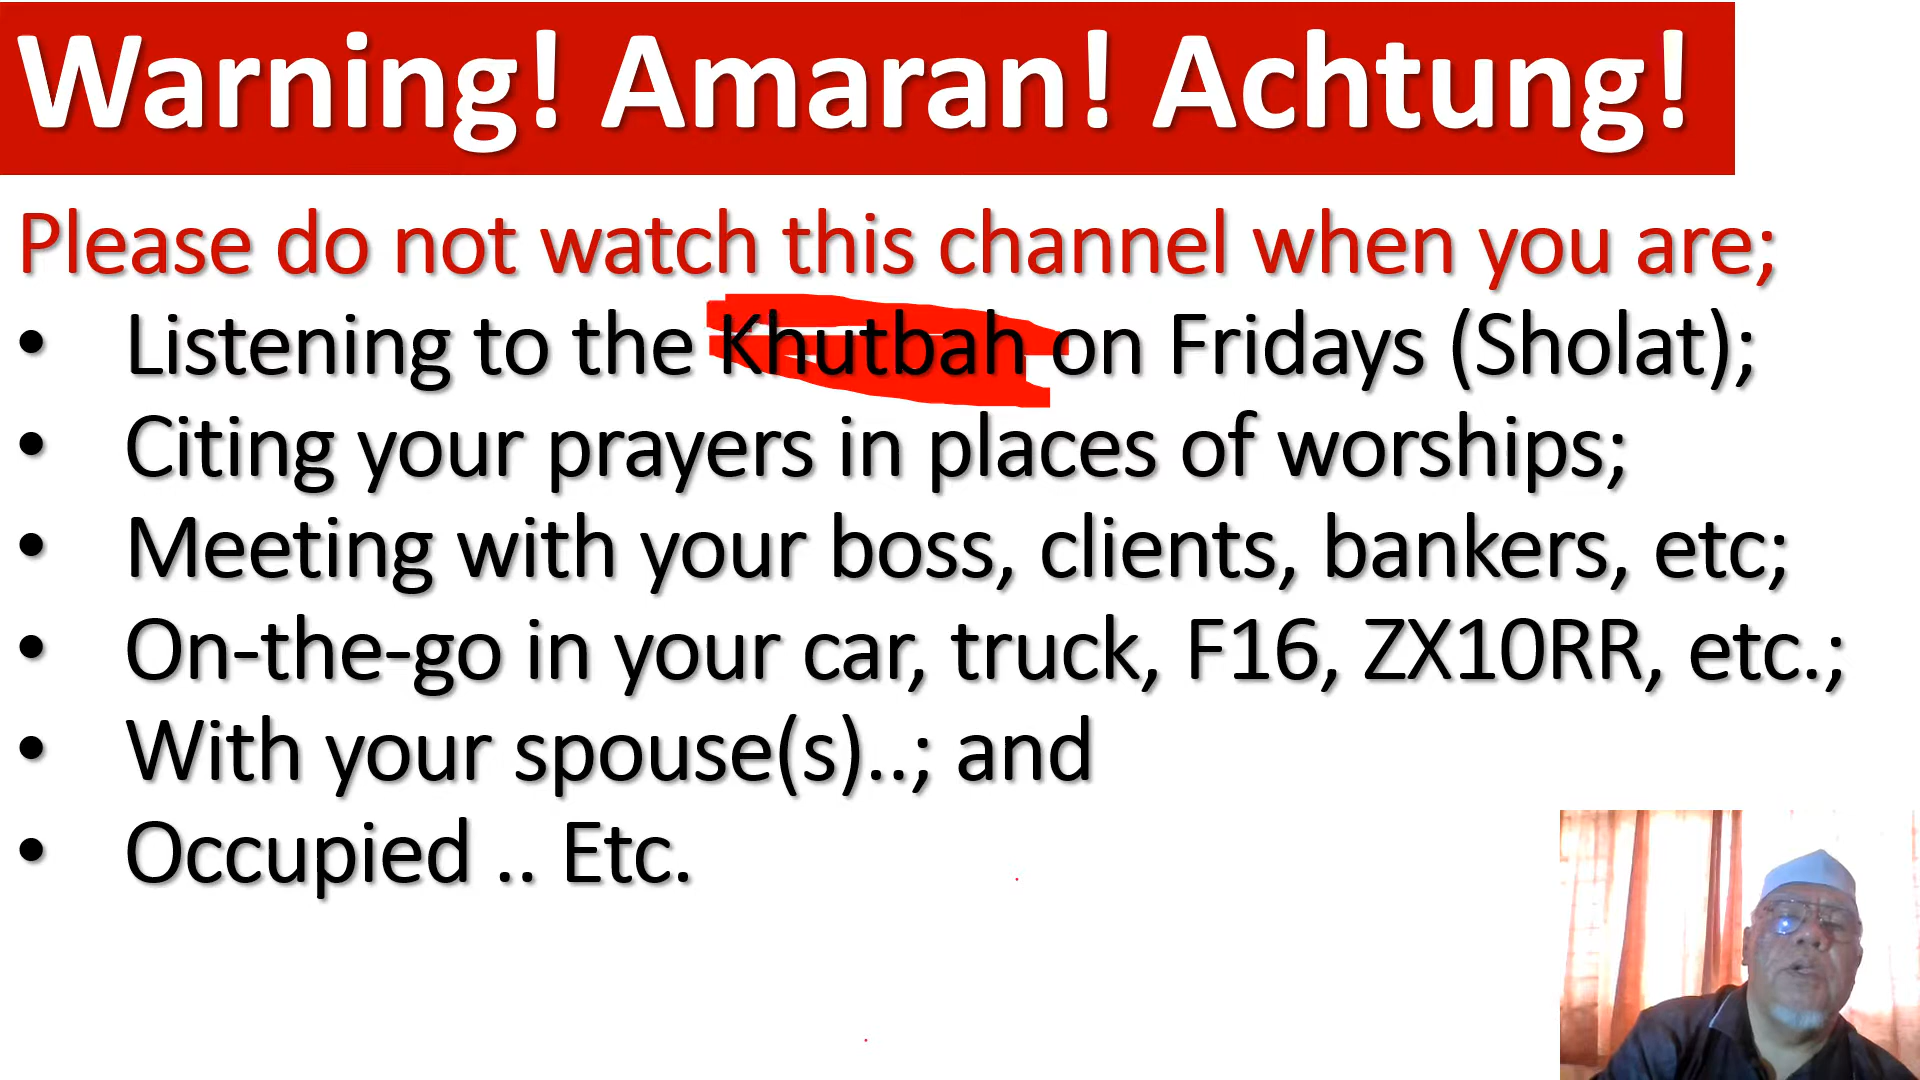 Warning! Amaran! Achtung!
Please do not watch this channel when you are;
• Listening to the Khutbah on Fridays (Sholat);
• Citing your prayers in places of worships;
• Meeting with your boss, clients, bankers, etc;
• On-the-go in your car, truck, F16, ZX10RR, etc.;
• With your spouse(s)..; and
• Occupied .. Etc.